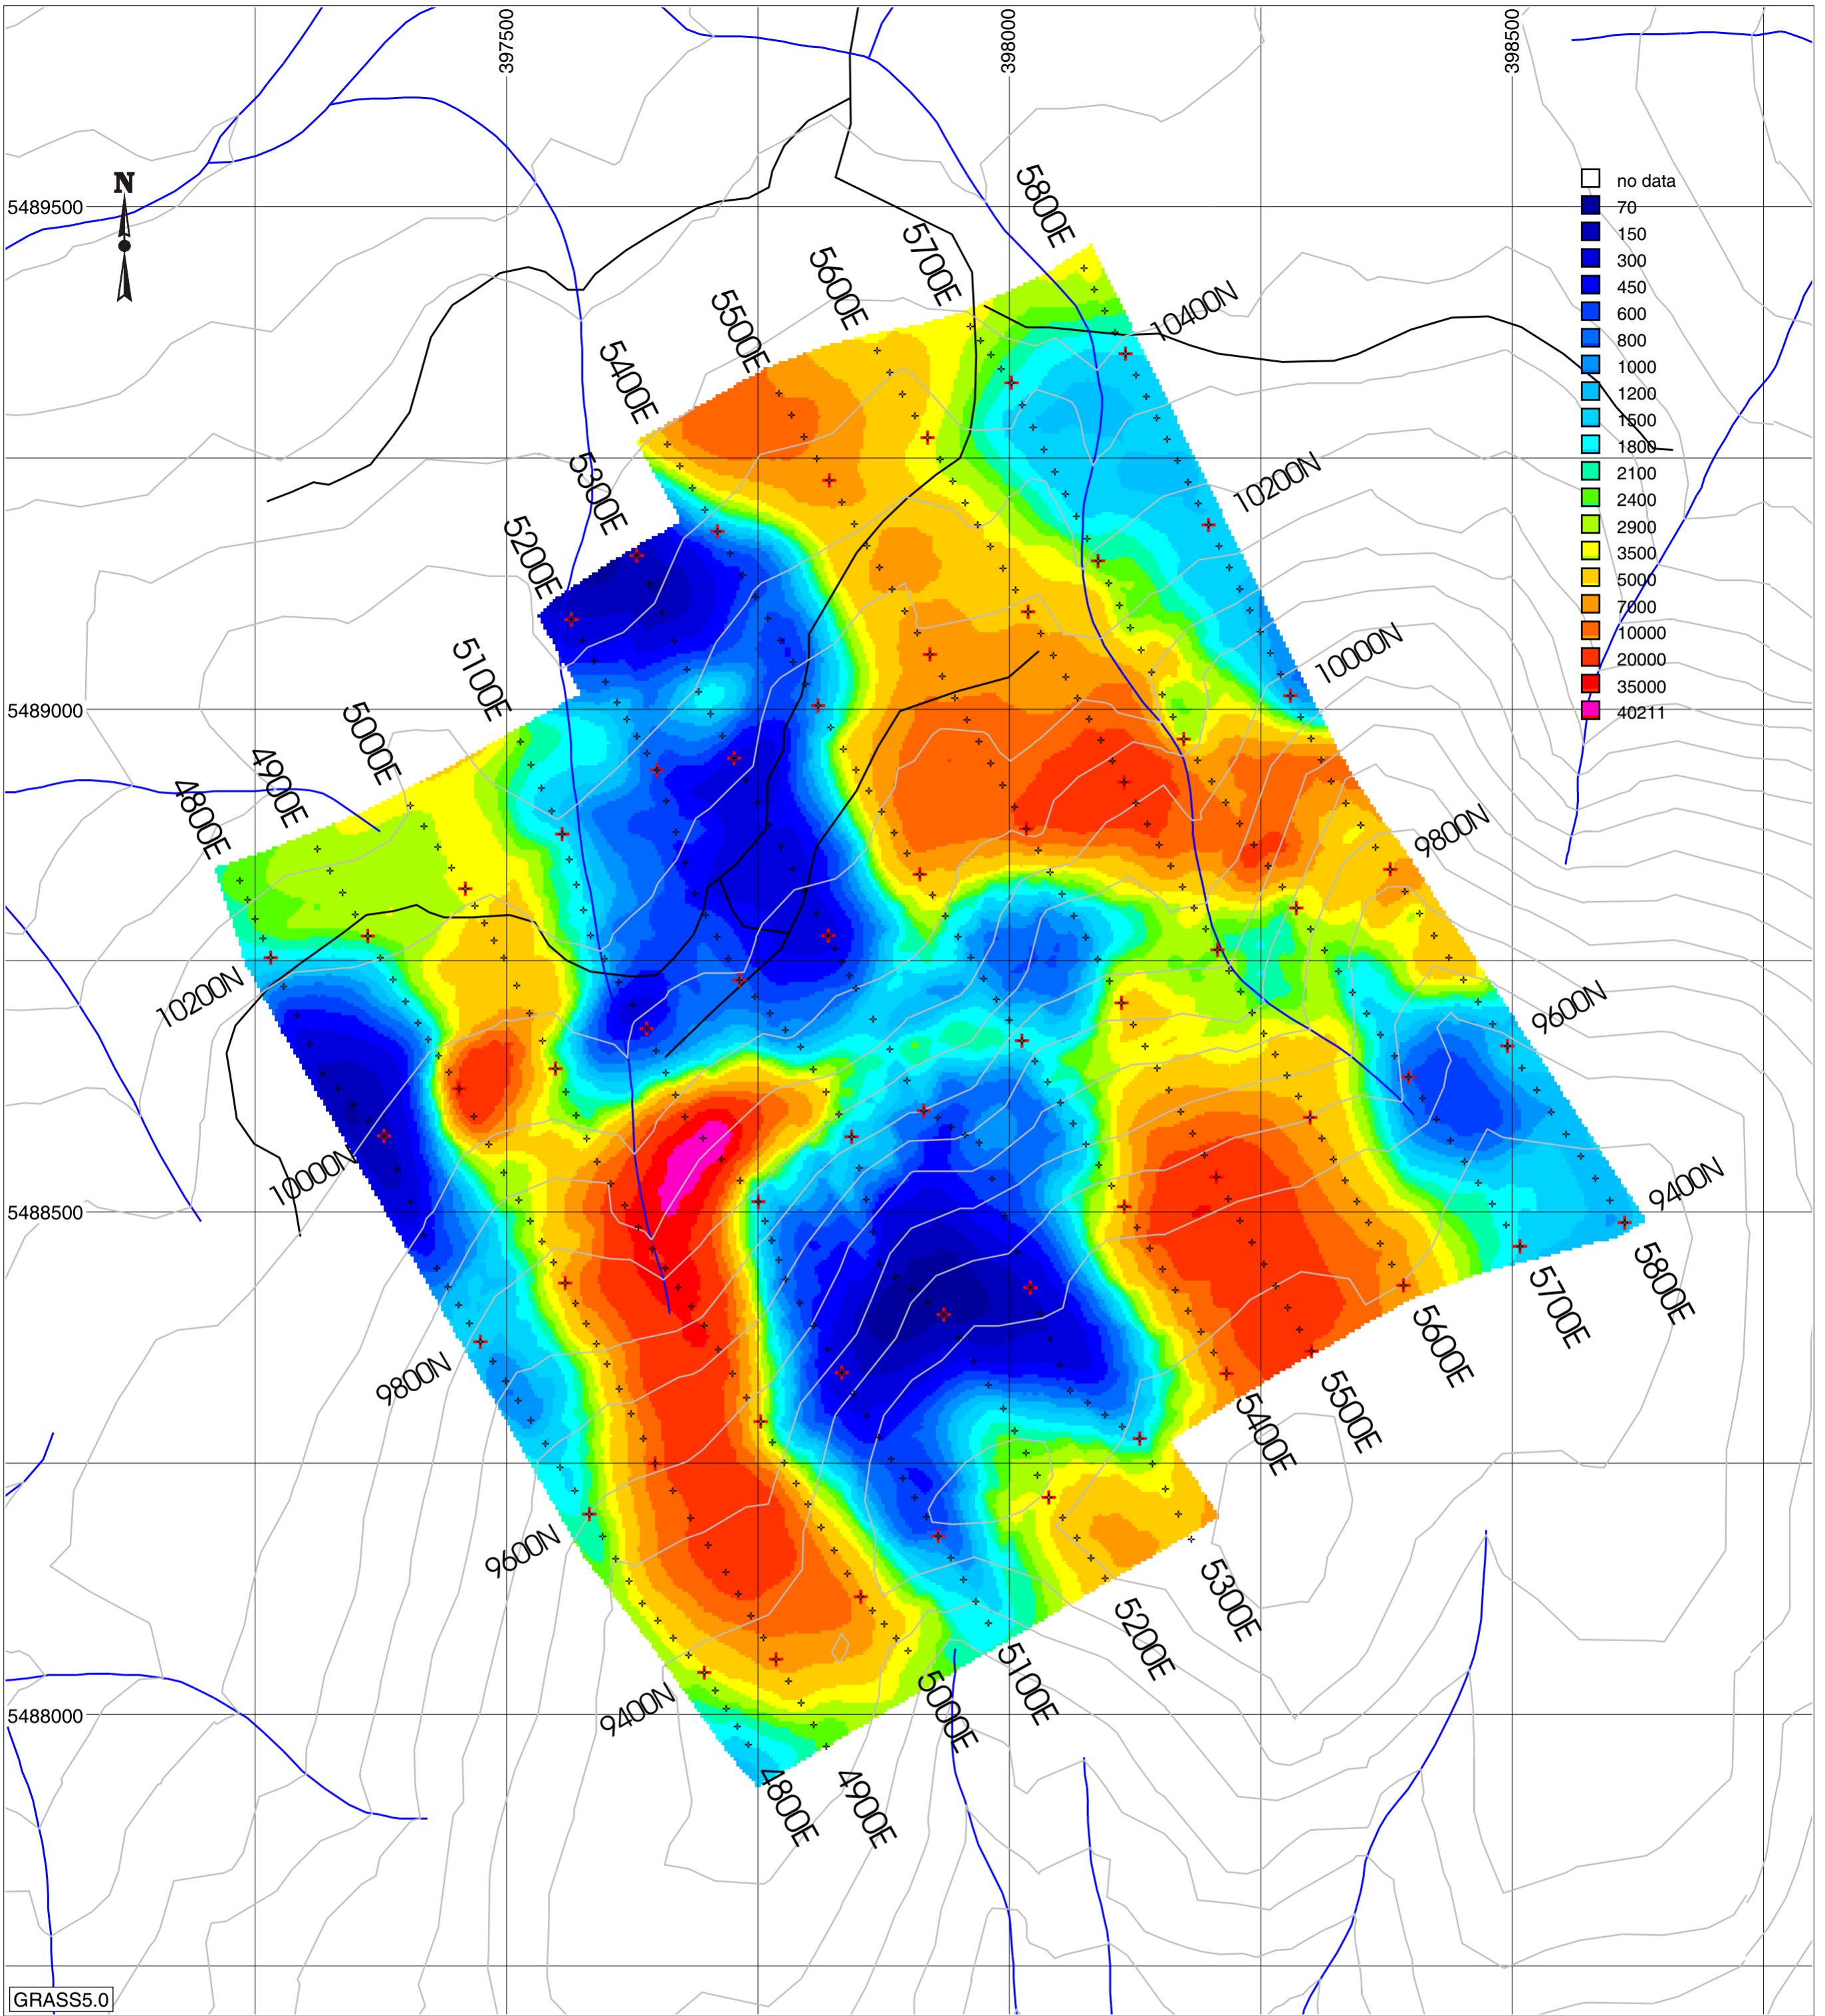 397500
398000
398500
N
5489500
5489000
5488500
5488000
no data
70
150
300
450
600
800
1000
1200
1500
1800
2100
2400
2900
3500
5000
7000
10000
20000
35000
40211
5800E
5700E
5600E
5500E
5400E
5300E
5200E
5100E
5000E
4900E
4800E
10400N
10200N
10000N
9800N
9600N
9400N
10200N
10000N
9800N
9600N
9400N
5800E
5700E
5600E
5500E
5400E
5300E
5200E
5100E
5000E
4900E
4800E
GRASS5.0